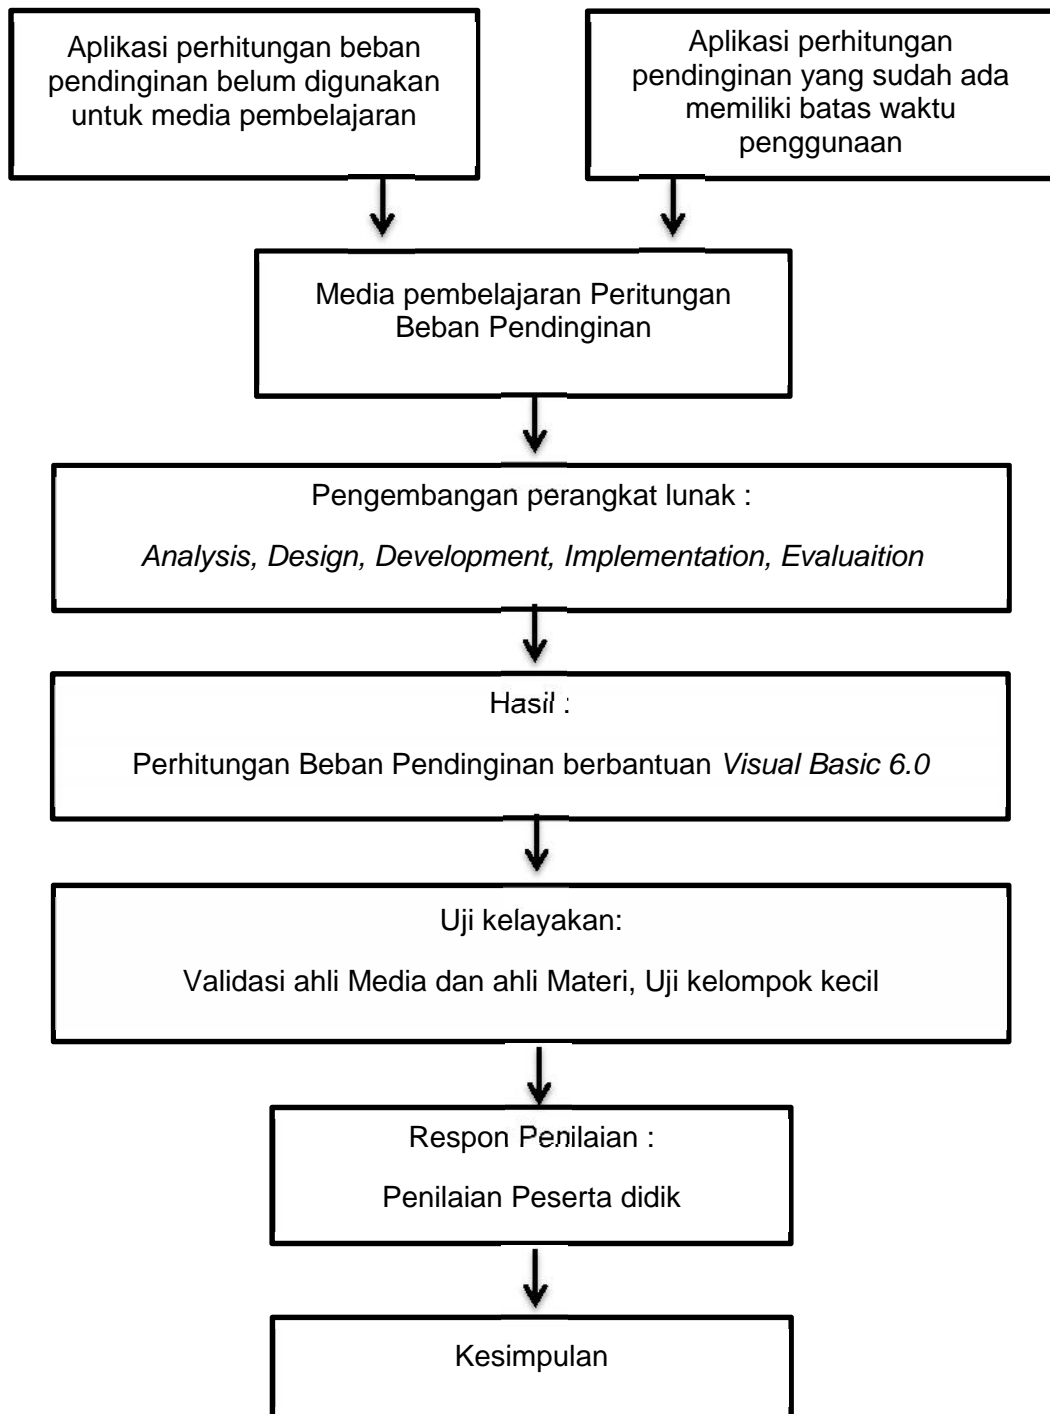 Aplikasi perhitungan beban
pendinginan belum digunakan
untuk media pembelajaran
Aplikasi perhitungan
pendinginan yang sudah ada
memiliki batas waktu
penggunaan
Media pembelajaran Peritungan
Beban Pendinginan
Pengembangan perangkat lunak :
Analysis, Design, Development, Implementation, Evaluaition
Hasil :
Perhitungan Beban Pendinginan berbantuan Visual Basic 6.0
Uji kelayakan:
Validasi ahli Media dan ahli Materi, Uji kelompok kecil
Respon Penilaian :
Penilaian Peserta didik
Kesimpulan